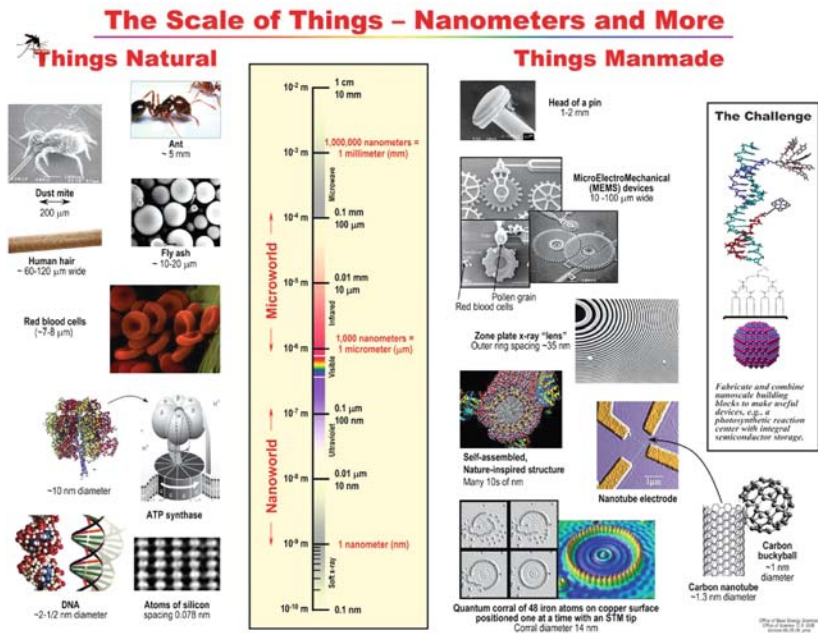 The Scale of Things – Nanometers and More
Things Natural
Things Manmade
Ant
~ 5 mm
Dust mite
200 μm
Human hair
~ 60-120 μm wide
Fly ash
~ 10-20 μm
Red blood cells
(~7-8 μm)
~10 nm diameter
ATP synthase
DNA
~2-1/2 nm diameter
Atoms of silicon
spacing 0.078 nm
Microworld
Nanoworld
10⁻² m
1 cm
10 mm
1,000,000 nanometers =
1 millimeter (mm)
10⁻³ m
Microwave
10⁻⁴ m
0.1 mm
100 μm
10⁻⁵ m
0.01 mm
10 μm
Infrared
1,000 nanometers =
1 micrometer (μm)
10⁻⁶ m
Visible
10⁻⁷ m
0.1 μm
100 nm
Ultraviolet
10⁻⁸ m
0.01 μm
10 nm
10⁻⁹ m
1 nanometer (nm)
Soft x-ray
10⁻¹⁰ m
0.1 nm
Head of a pin
1-2 mm
MicroElectroMechanical
(MEMS) devices
10 -100 μm wide
Pollen grain
Red blood cells
Zone plate x-ray "lens"
Outer ring spacing ~35 nm
Self-assembled,
Nature-inspired structure
Many 10s of nm
1μm
Nanotube electrode
Quantum corral of 48 iron atoms on copper surface
positioned one at a time with an STM tip
Corral diameter 14 nm
Carbon nanotube
~1.3 nm diameter
Carbon
buckyball
~1 nm
diameter
The Challenge
Fabricate and combine
nanoscale building
blocks to make useful
devices, e.g., a
photosynthetic reaction
center with integral
semiconductor storage.